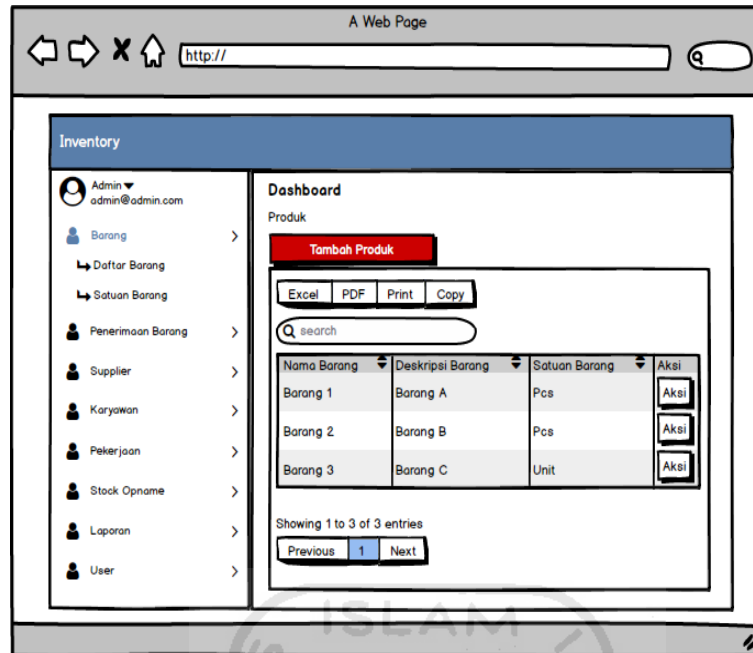 A Web Page
http://
Inventory
Admin
admin@admin.com
Barang
Daftar Barang
Satuan Barang
Penerimaan Barang
Supplier
Karyawan
Pekerjaan
Stock Opname
Laporan
User
Dashboard
Produk
Tambah Produk
Excel PDF Print Copy
search
Nama Barang Deskripsi Barang Satuan Barang Aksi
Barang 1 Barang A Pcs Aksi
Barang 2 Barang B Pcs Aksi
Barang 3 Barang C Unit Aksi
Showing 1 to 3 of 3 entries
Previous 1 Next
ISLAM